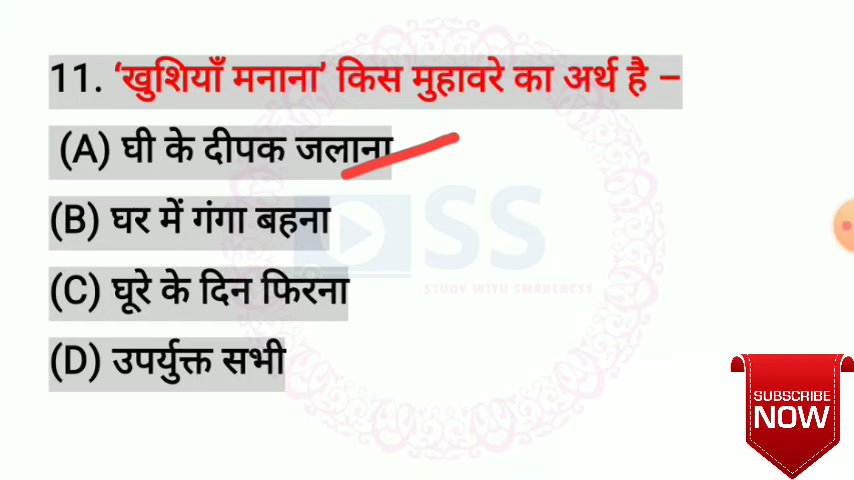 11. ‘खुशियाँ मनाना’ किस मुहावरे का अर्थ है –
(A) घी के दीपक जलाना
(B) घर में गंगा बहना
(C) घूरे के दिन फिरना
(D) उपर्युक्त सभी
SS
STUDY WITH SMARTNESS
SUBSCRIBE
NOW